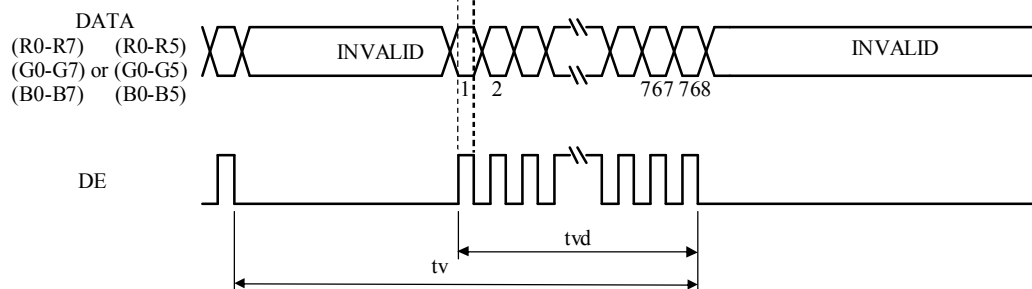 DATA
(R0-R7) (R0-R5)
(G0-G7) or (G0-G5)
(B0-B7) (B0-B5)
INVALID
INVALID
1 2 767 768
DE
tvd
tv